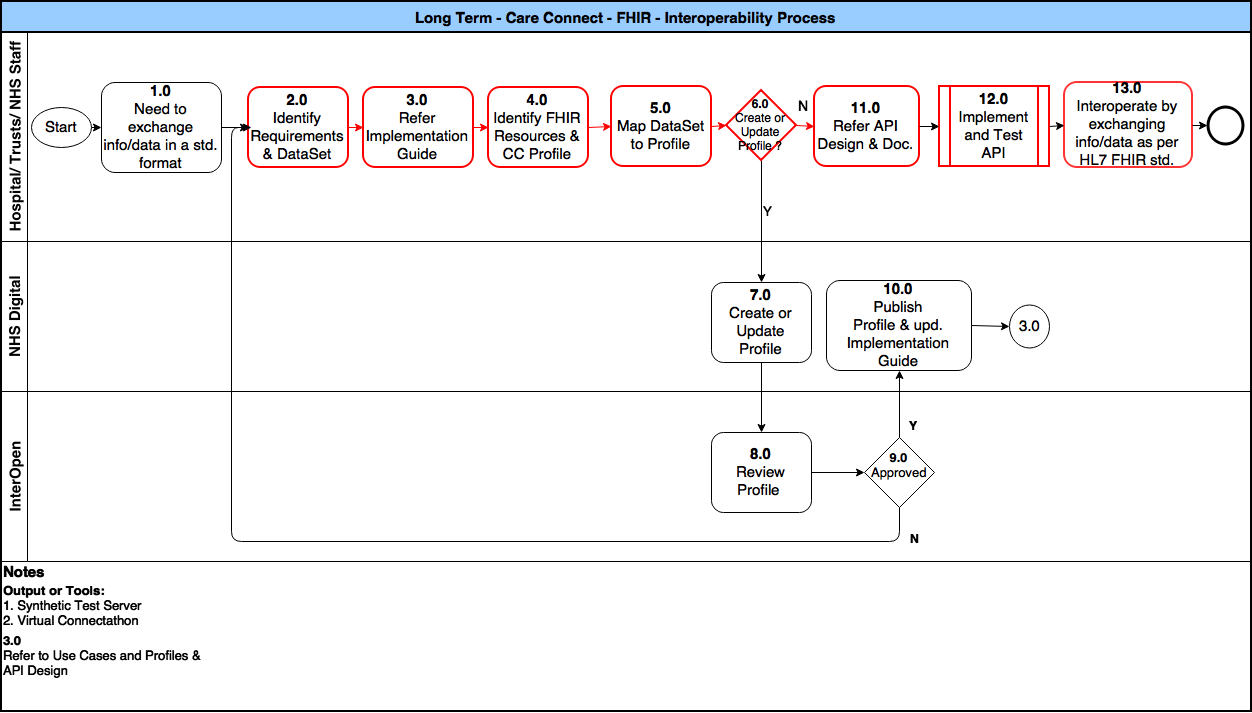 Long Term - Care Connect - FHIR - Interoperability Process
Hospital/ Trusts/ NHS Staff
Start
1.0
Need to
exchange
info/data in a std.
format
2.0
Identify
Requirements
& DataSet
3.0
Refer
Implementation
Guide
4.0
Identify FHIR
Resources &
CC Profile
5.0
Map DataSet
to Profile
6.0
Create or
Update
Profile ?
N
Y
11.0
Refer API
Design & Doc.
12.0
Implement
and Test
API
13.0
Interoperate by
exchanging
info/data as per
HL7 FHIR std.
NHS Digital
7.0
Create or
Update
Profile
10.0
Publish
Profile & upd.
Implementation
Guide
3.0
InterOpen
8.0
Review
Profile
9.0
Approved
Y
N
Notes
Output or Tools:
1. Synthetic Test Server
2. Virtual Connectathon
3.0
Refer to Use Cases and Profiles &
API Design